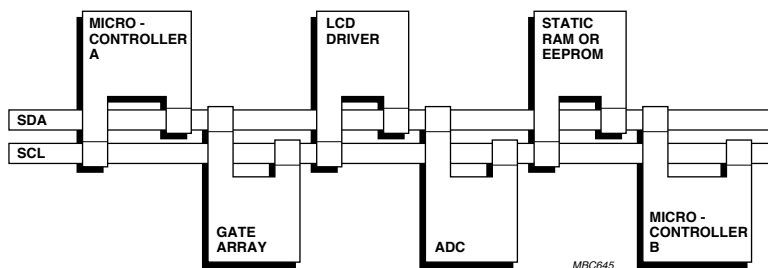 MICRO -
CONTROLLER
A
LCD
DRIVER
STATIC
RAM OR
EEPROM
SDA
SCL
GATE
ARRAY
ADC
MICRO -
CONTROLLER
B
MBC645